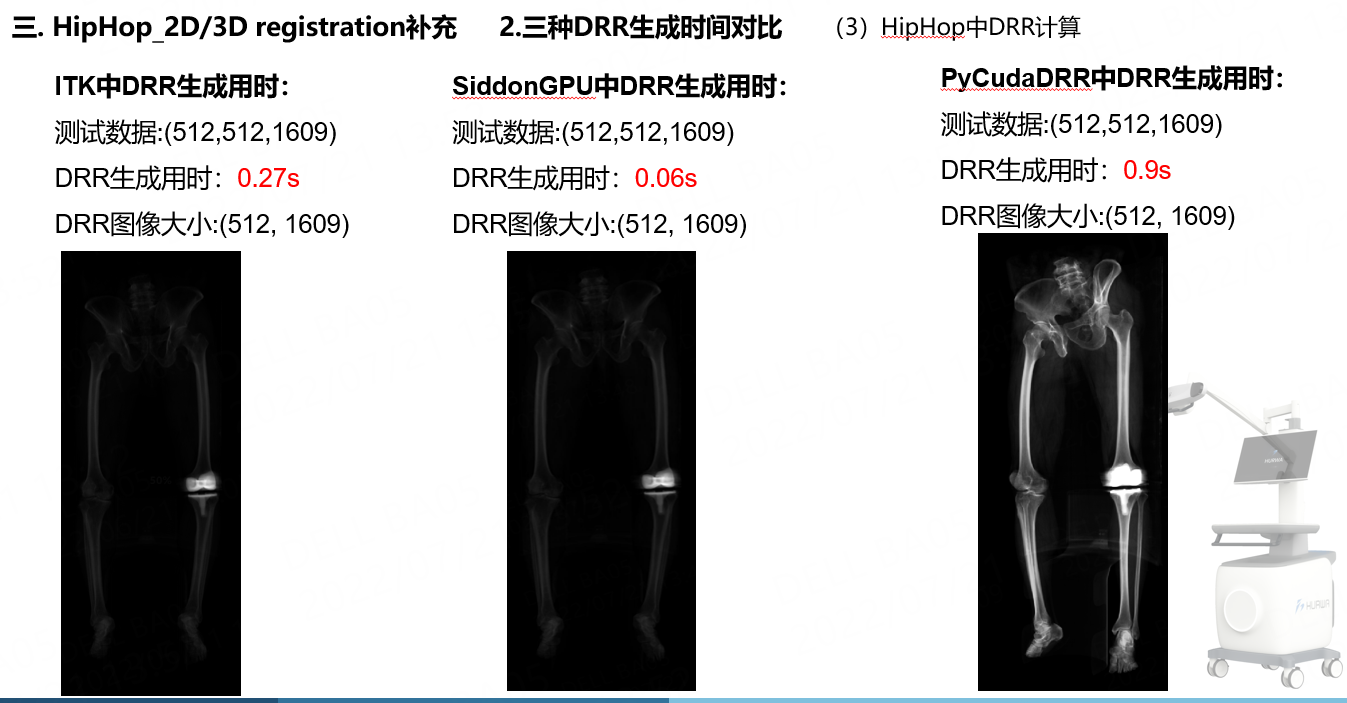 三. HipHop_2D/3D registration补充 2.三种DRR生成时间对比 （3）HipHop中DRR计算
ITK中DRR生成用时：
测试数据:(512,512,1609)
DRR生成用时：0.27s
DRR图像大小:(512, 1609)
SiddonGPU中DRR生成用时：
测试数据:(512,512,1609)
DRR生成用时：0.06s
DRR图像大小:(512, 1609)
PyCudaDRR中DRR生成用时：
测试数据:(512,512,1609)
DRR生成用时：0.9s
DRR图像大小:(512, 1609)
HURWA
HURWA